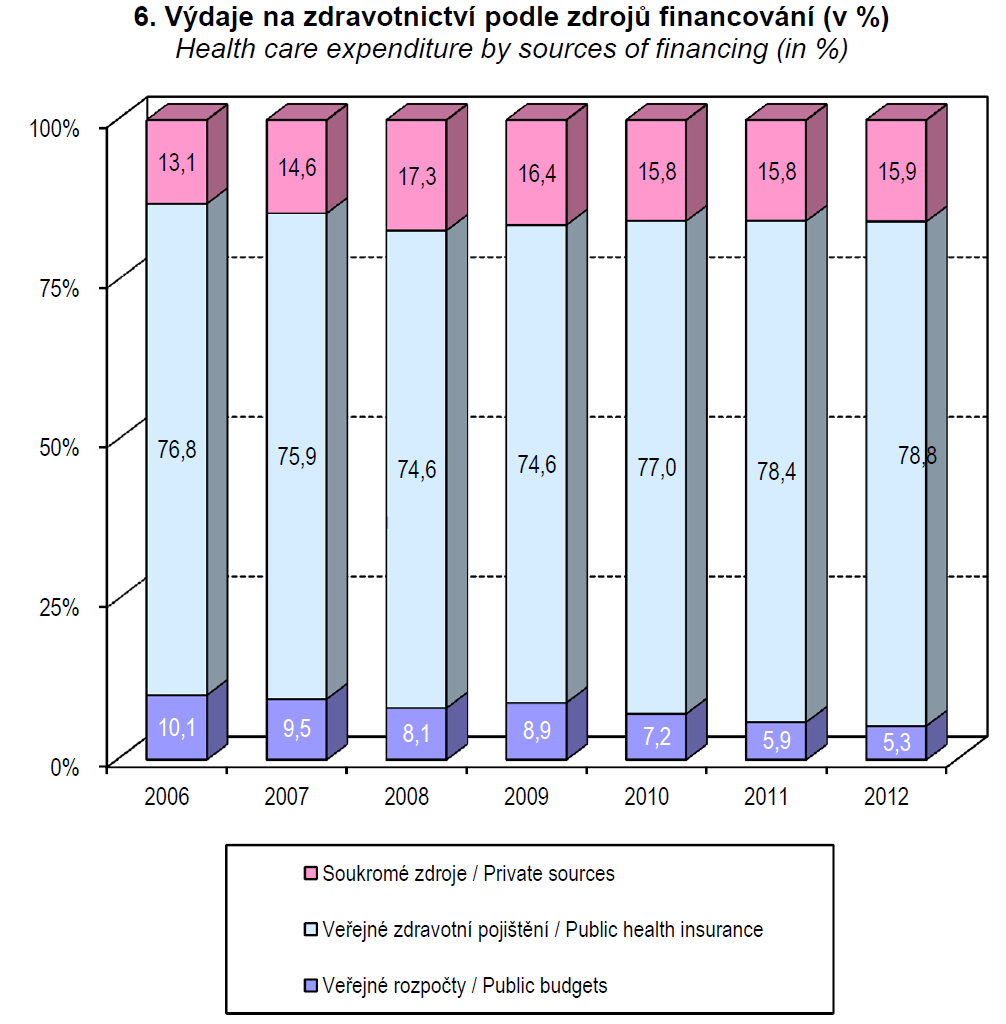 6. Výdaje na zdravotnictví podle zdrojů financování (v %)
Health care expenditure by sources of financing (in %)
100%
13,1 14,6 17,3 16,4 15,8 15,8 15,9
75%
50%
76,8 75,9 74,6 74,6 77,0 78,4 78,8
25%
10,1 9,5 8,1 8,9 7,2 5,9 5,3
0%
2006 2007 2008 2009 2010 2011 2012
Soukromé zdroje / Private sources
Veřejné zdravotní pojištění / Public health insurance
Veřejné rozpočty / Public budgets